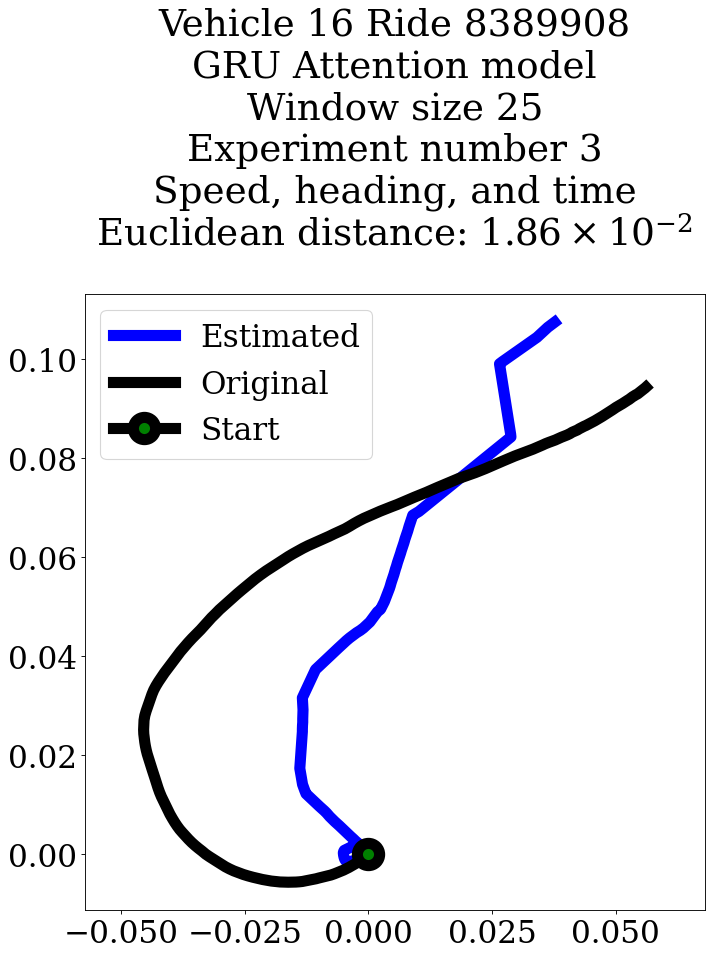 Vehicle 16 Ride 8389908
GRU Attention model
Window size 25
Experiment number 3
Speed, heading, and time
Euclidean distance: 1.86 × 10⁻²
Estimated
Original
Start
0.10
0.08
0.06
0.04
0.02
0.00
−0.050 −0.025 0.000 0.025 0.050